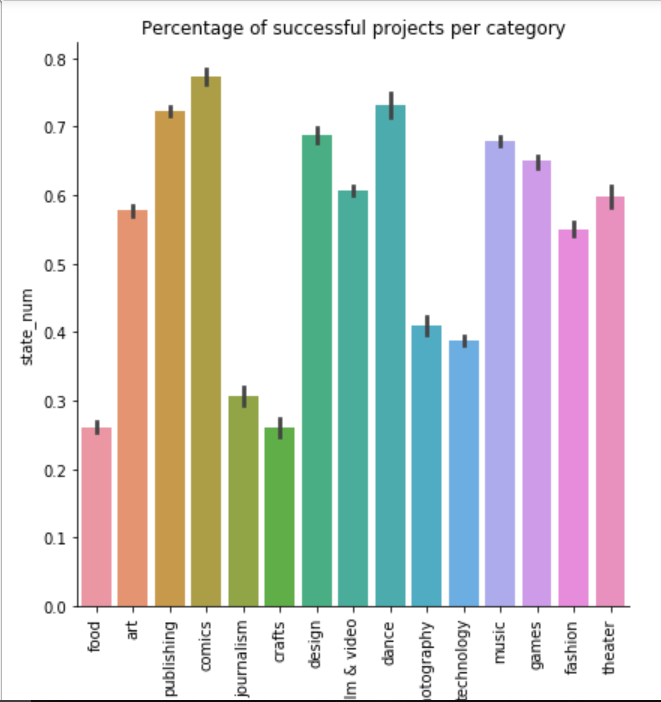 Percentage of successful projects per category
0.8
0.7
0.6
0.5
0.4
0.3
0.2
0.1
0.0
state_num
food
art
publishing
comics
journalism
crafts
design
lm & video
dance
otography
technology
music
games
fashion
theater